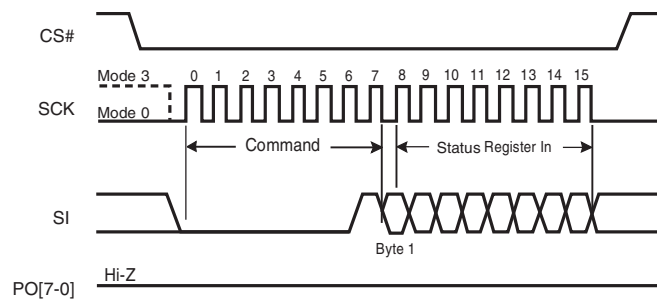 CS#
Mode 3
0 1 2 3 4 5 6 7 8 9 10 11 12 13 14 15
SCK
Mode 0
Command
Status Register In
SI
Byte 1
Hi-Z
PO[7-0]